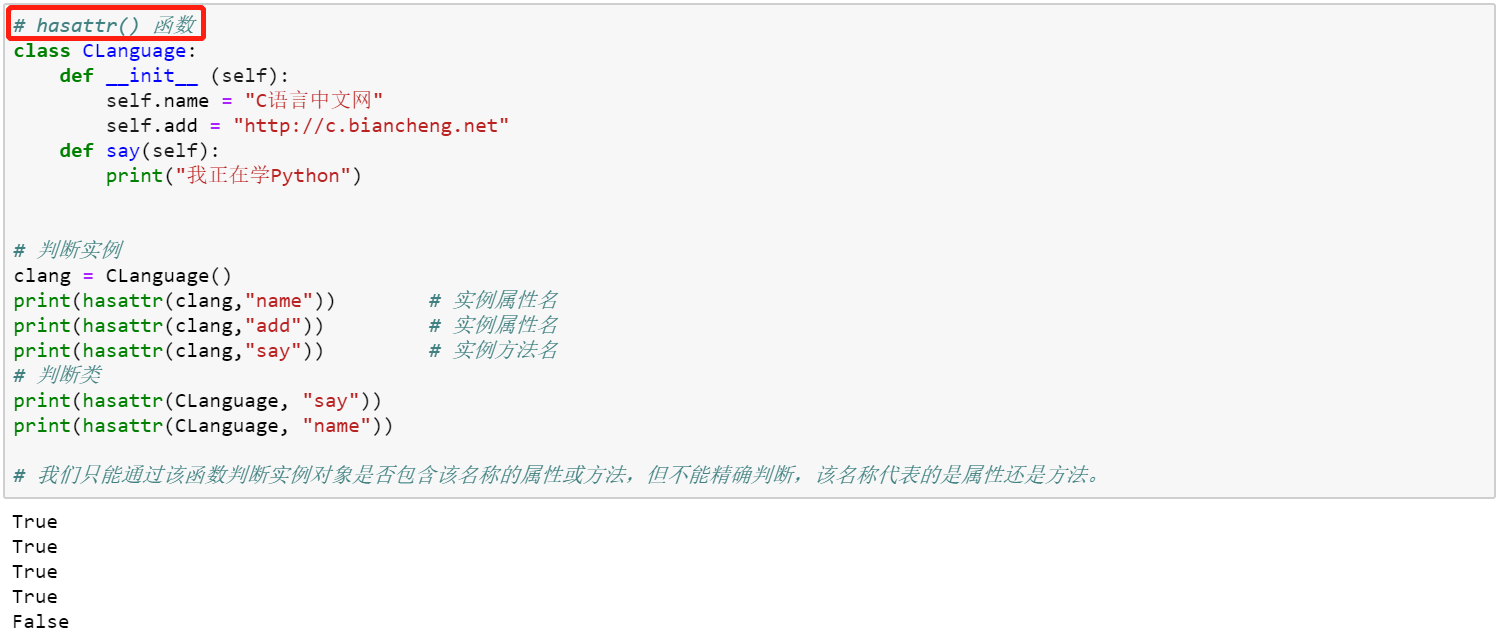 # hasattr() 函数
class CLanguage:
    def __init__ (self):
        self.name = "C语言中文网"
        self.add = "http://c.biancheng.net"
    def say(self):
        print("我正在学Python")
# 判断实例
clang = CLanguage()
print(hasattr(clang,"name"))        # 实例属性名
print(hasattr(clang,"add"))         # 实例属性名
print(hasattr(clang,"say"))         # 实例方法名
# 判断类
print(hasattr(CLanguage, "say"))
print(hasattr(CLanguage, "name"))
# 我们只能通过该函数判断实例对象是否包含该名称的属性或方法，但不能精确判断，该名称代表的是属性还是方法。
True
True
True
True
False